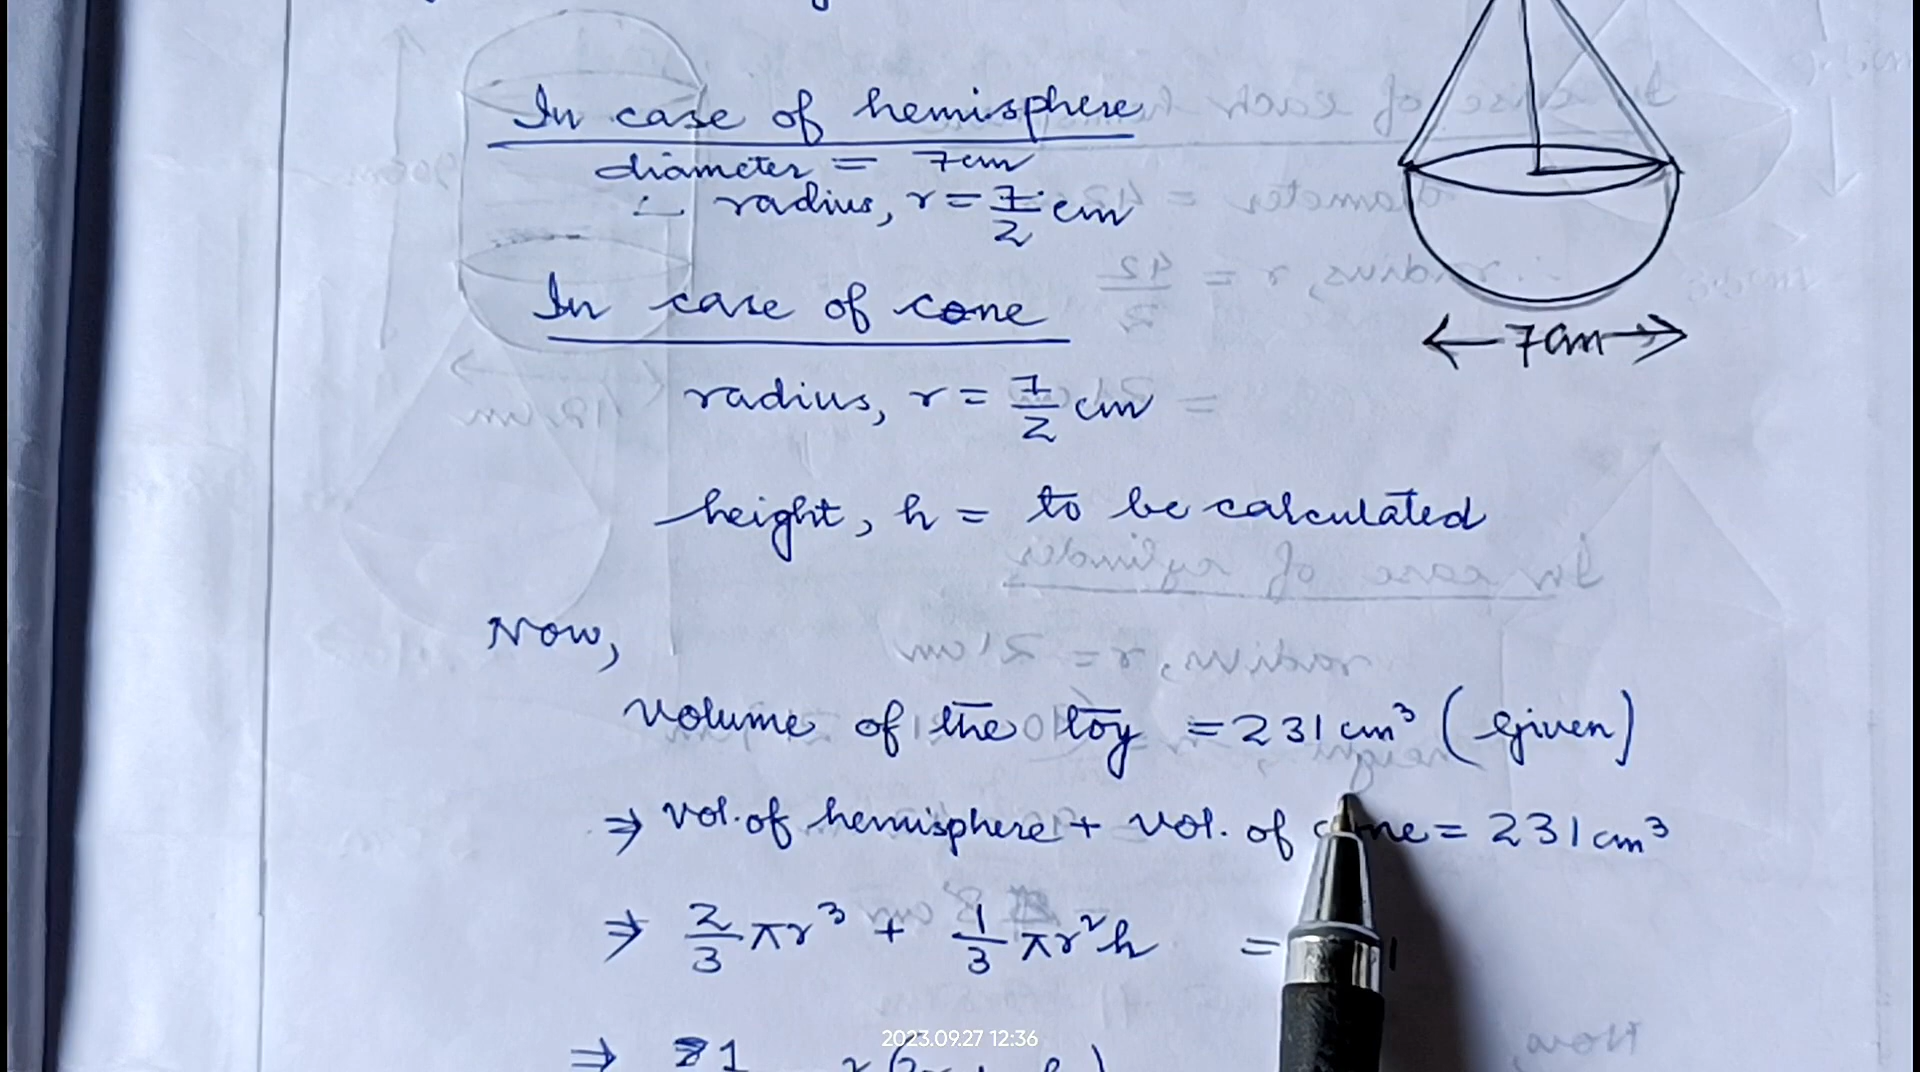 In case of hemisphere
diameter = 7cm
∴ radius, r = 7/2 cm
In case of cone
radius, r = 7/2 cm
height, h = to be calculated
← 7cm →
Now,
volume of the toy = 231 cm³ (Given)
⇒ vol. of hemisphere + vol. of cone = 231 cm³
⇒ 2/3 πr³ + 1/3 πr²h =
2023.09.27 12:36